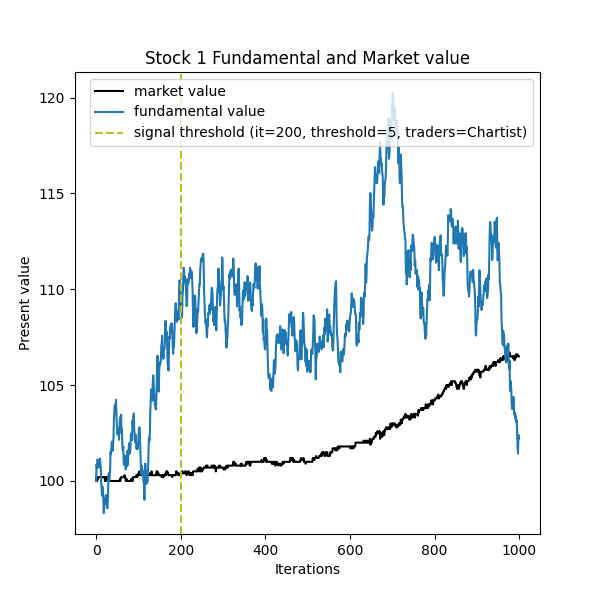 Stock 1 Fundamental and Market value
market value
fundamental value
signal threshold (it=200, threshold=5, traders=Chartist)
120
115
110
105
100
Present value
0 200 400 600 800 1000
Iterations